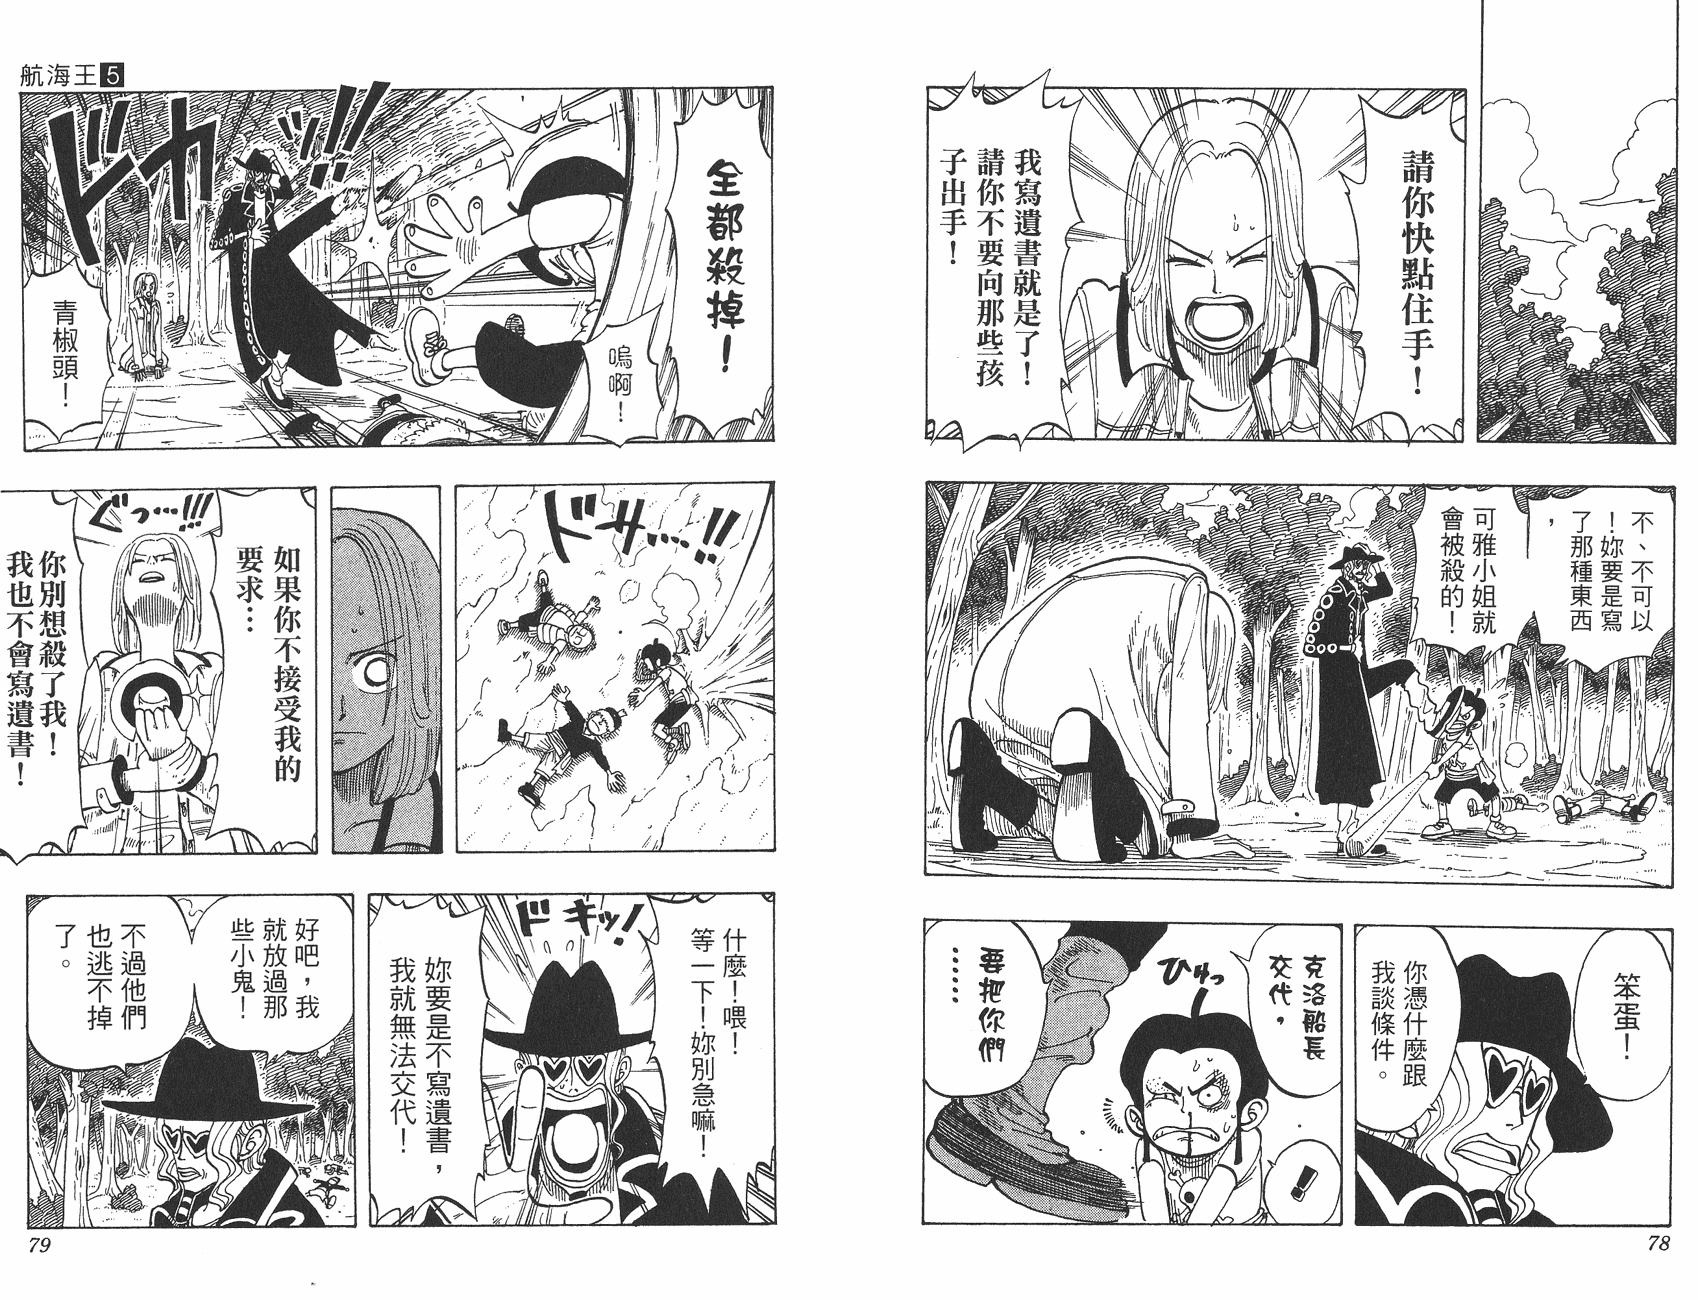 請你快點住手！
我寫遺書就是了！
請你不要向那些孩
子出手！
不、不可以
！妳要是寫
了那種東西
，
可雅小姐就
會被殺的！
笨蛋！
你憑什麼跟
我談條件。
克洛船長
交代，
ひゅっ
要把你們
……
！
78
航海王5
全都殺掉！
嗚啊！
ドカッ!!!
青椒頭！
ドサ…!!
如果你不接受我的
要求…
ぐっ…!!!
你別想殺了我！
我也不會寫遺書！
什麼！喂！
等一下！妳別急嘛！
ドキッ!
妳要是不寫遺書，
我就無法交代！
好吧，我
就放過那
些小鬼！
不過他們
也逃不掉
了。
79